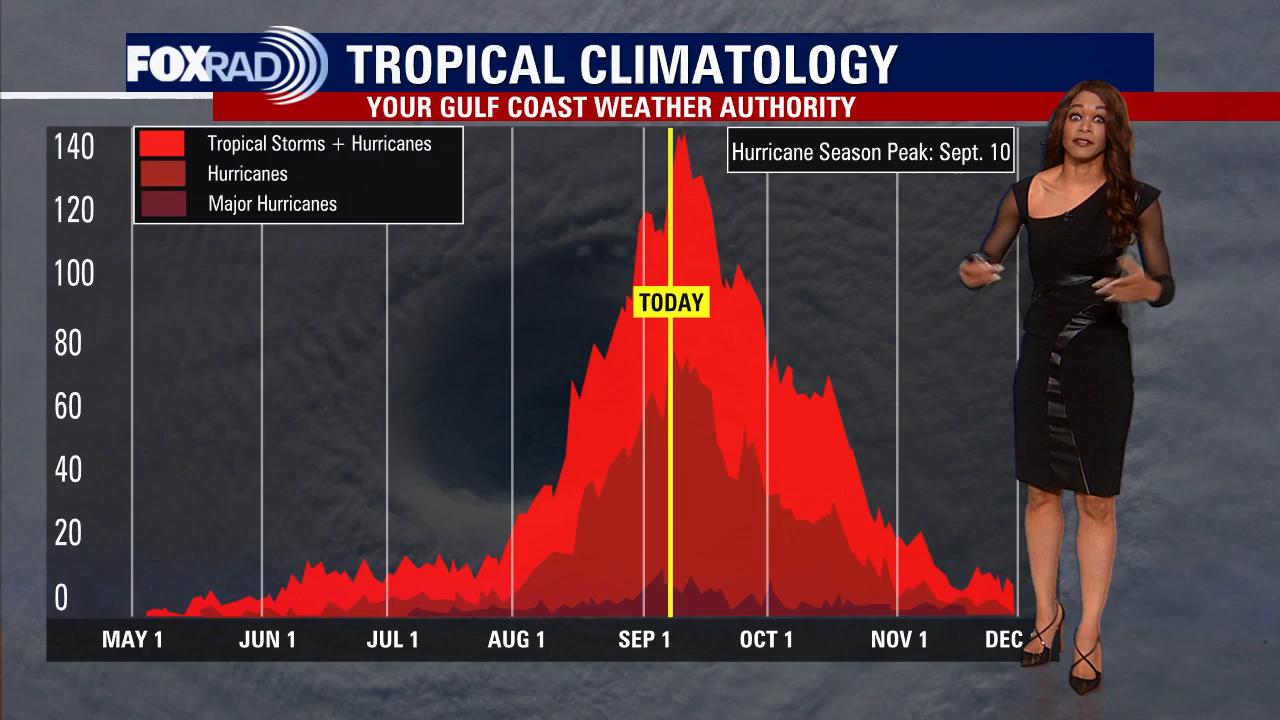 FOXRAD
TROPICAL CLIMATOLOGY
YOUR GULF COAST WEATHER AUTHORITY
140
120
100
80
60
40
20
0
Tropical Storms + Hurricanes
Hurricanes
Major Hurricanes
Hurricane Season Peak: Sept. 10
TODAY
MAY 1
JUN 1
JUL 1
AUG 1
SEP 1
OCT 1
NOV 1
DEC